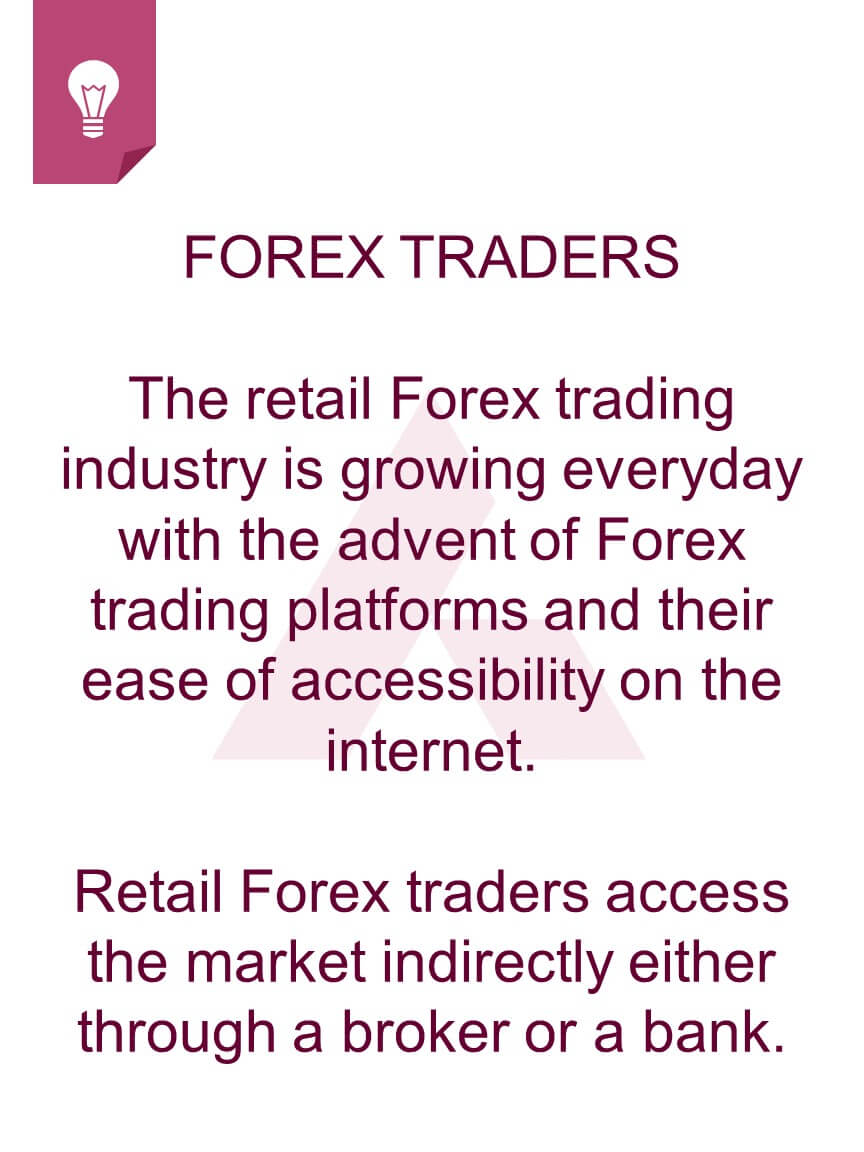 FOREX TRADERS
The retail Forex trading
industry is growing everyday
with the advent of Forex
trading platforms and their
ease of accessibility on the
internet.
Retail Forex traders access
the market indirectly either
through a broker or a bank.